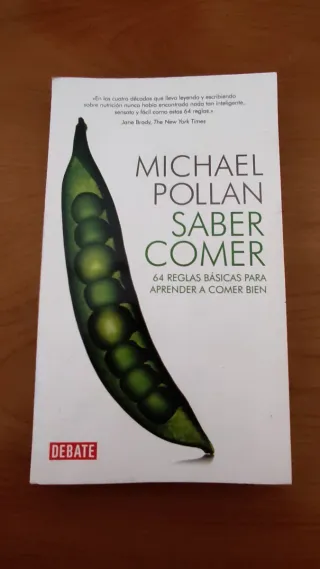 «En las cuatro décadas que llevo leyendo y escribiendo
sobre nutrición nunca había encontrado nada tan inteligente,
sensato y fácil como estas 64 reglas.»
Jane Brody, The New York Times
MICHAEL
POLLAN
SABER
COMER
64 REGLAS BÁSICAS PARA
APRENDER A COMER BIEN
DEBATE